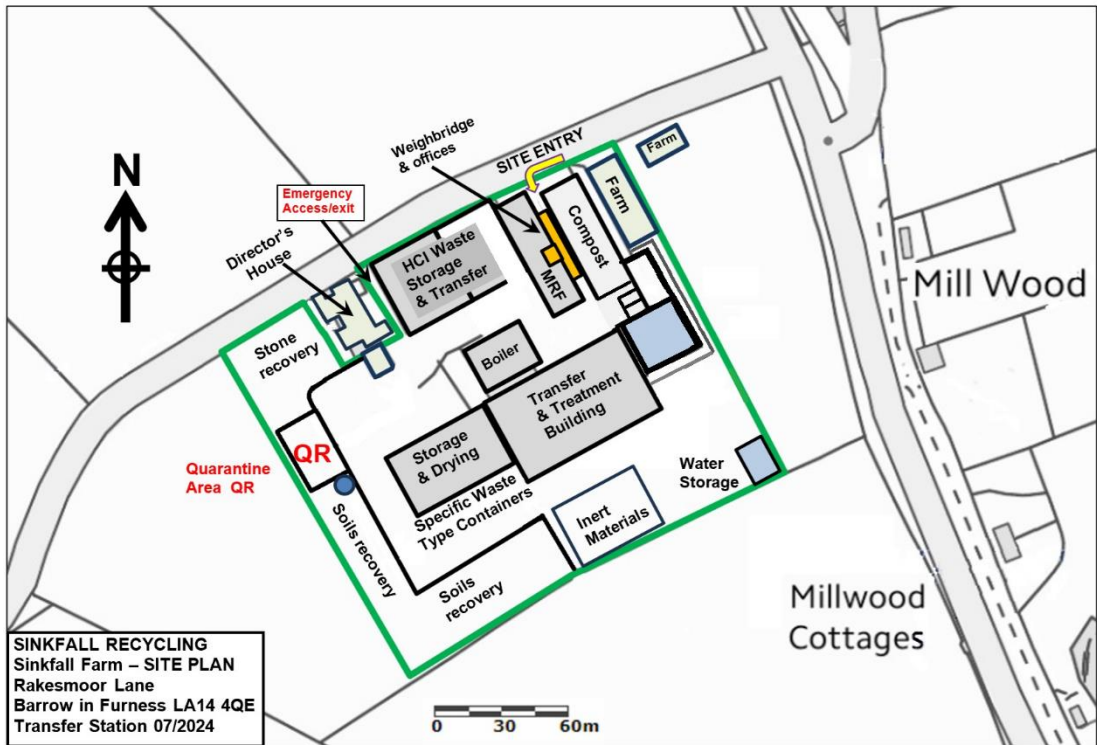 N
Weighbridge
& offices
SITE ENTRY
Farm
Farm
Emergency
Access/exit
Director's
House
HCI Waste
Storage
& Transfer
MRF
Compost
Mill Wood
Stone
recovery
Boiler
Transfer
& Treatment
Building
QR
Quarantine
Area QR
Storage
& Drying
Specific Waste
Type Containers
Water
Storage
Inert
Materials
Soils recovery
Soils
recovery
Millwood
Cottages
SINKFALL RECYCLING
Sinkfall Farm – SITE PLAN
Rakesmoor Lane
Barrow in Furness LA14 4QE
Transfer Station 07/2024
0 30 60m